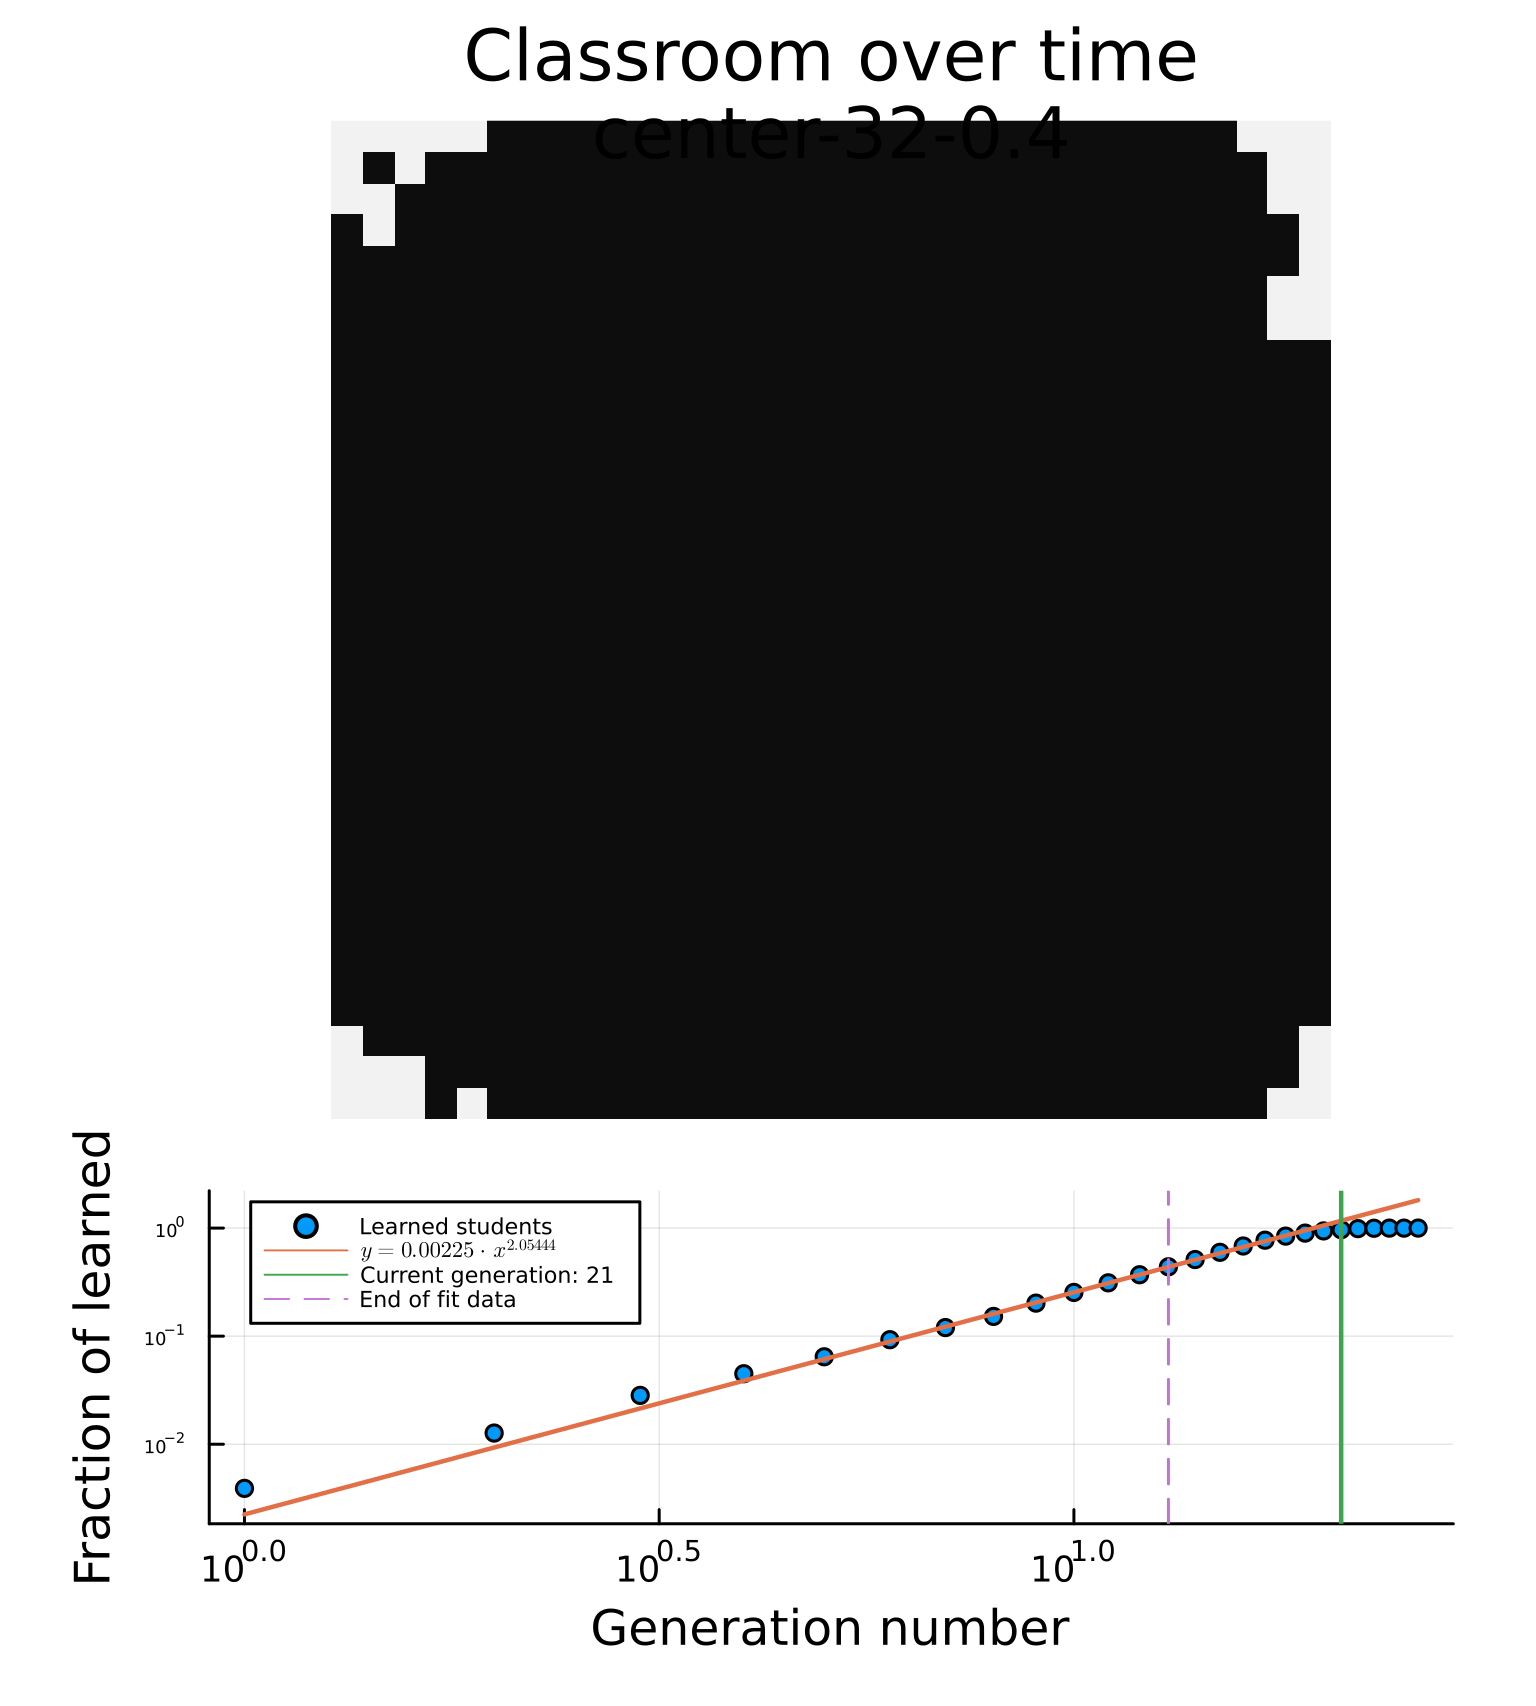 Classroom over time
center-32-0.4
Fraction of learned
10⁰
10⁻¹
10⁻²
Learned students
y = 0.00225 · x^2.05444
Current generation: 21
End of fit data
10^0.0
10^0.5
10^1.0
Generation number